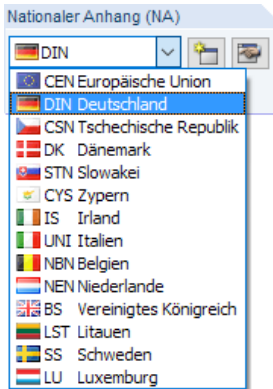 Nationaler Anhang (NA)
DIN
CEN Europäische Union
DIN Deutschland
CSN Tschechische Republik
DK Dänemark
STN Slowakei
CYS Zypern
IS Irland
UNI Italien
NBN Belgien
NEN Niederlande
BS Vereinigtes Königreich
LST Litauen
SS Schweden
LU Luxemburg